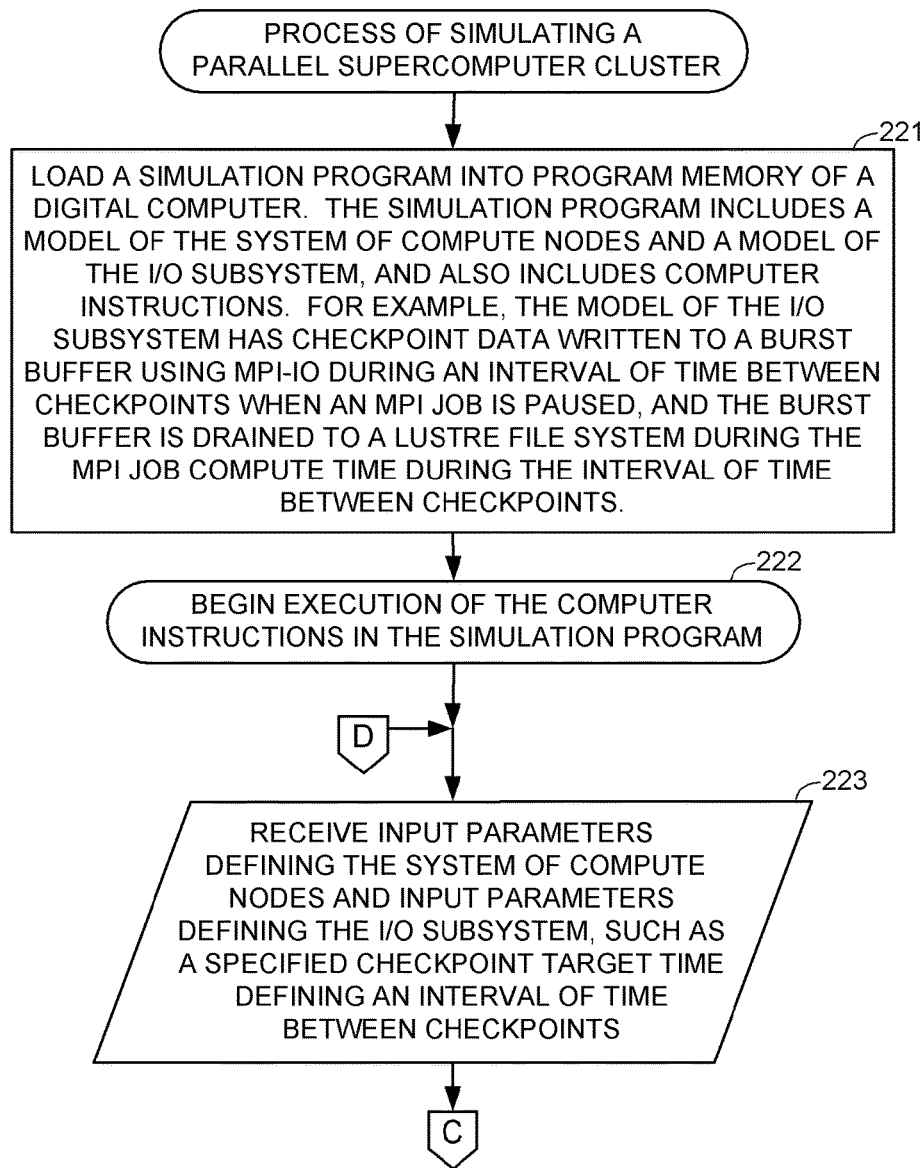 PROCESS OF SIMULATING A
PARALLEL SUPERCOMPUTER CLUSTER
221
LOAD A SIMULATION PROGRAM INTO PROGRAM MEMORY OF A
DIGITAL COMPUTER. THE SIMULATION PROGRAM INCLUDES A
MODEL OF THE SYSTEM OF COMPUTE NODES AND A MODEL OF
THE I/O SUBSYSTEM, AND ALSO INCLUDES COMPUTER
INSTRUCTIONS. FOR EXAMPLE, THE MODEL OF THE I/O
SUBSYSTEM HAS CHECKPOINT DATA WRITTEN TO A BURST
BUFFER USING MPI-IO DURING AN INTERVAL OF TIME BETWEEN
CHECKPOINTS WHEN AN MPI JOB IS PAUSED, AND THE BURST
BUFFER IS DRAINED TO A LUSTRE FILE SYSTEM DURING THE
MPI JOB COMPUTE TIME DURING THE INTERVAL OF TIME
BETWEEN CHECKPOINTS.
222
BEGIN EXECUTION OF THE COMPUTER
INSTRUCTIONS IN THE SIMULATION PROGRAM
D
223
RECEIVE INPUT PARAMETERS
DEFINING THE SYSTEM OF COMPUTE
NODES AND INPUT PARAMETERS
DEFINING THE I/O SUBSYSTEM, SUCH AS
A SPECIFIED CHECKPOINT TARGET TIME
DEFINING AN INTERVAL OF TIME
BETWEEN CHECKPOINTS
C